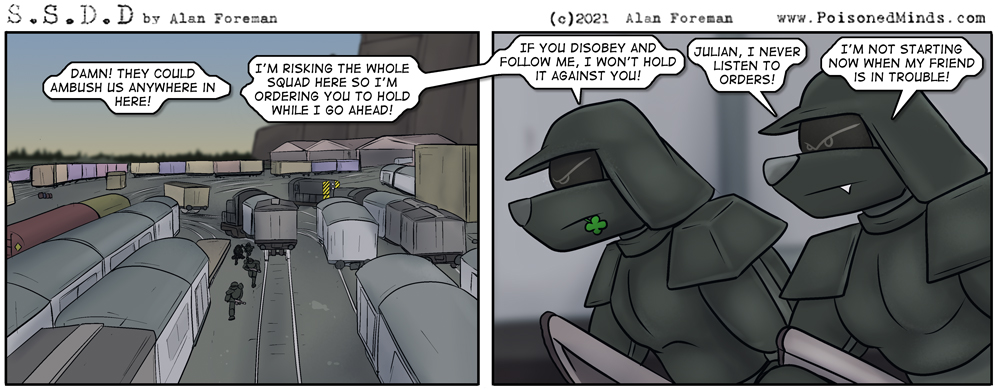 S.S.D.D by Alan Foreman
(c)2021 Alan Foreman www.PoisonedMinds.com
DAMN! THEY COULD
AMBUSH US ANYWHERE IN
HERE!
I'M RISKING THE WHOLE
SQUAD HERE SO I'M
ORDERING YOU TO HOLD
WHILE I GO AHEAD!
IF YOU DISOBEY AND
FOLLOW ME, I WON'T HOLD
IT AGAINST YOU!
JULIAN, I NEVER
LISTEN TO
ORDERS!
I'M NOT STARTING
NOW WHEN MY FRIEND
IS IN TROUBLE!